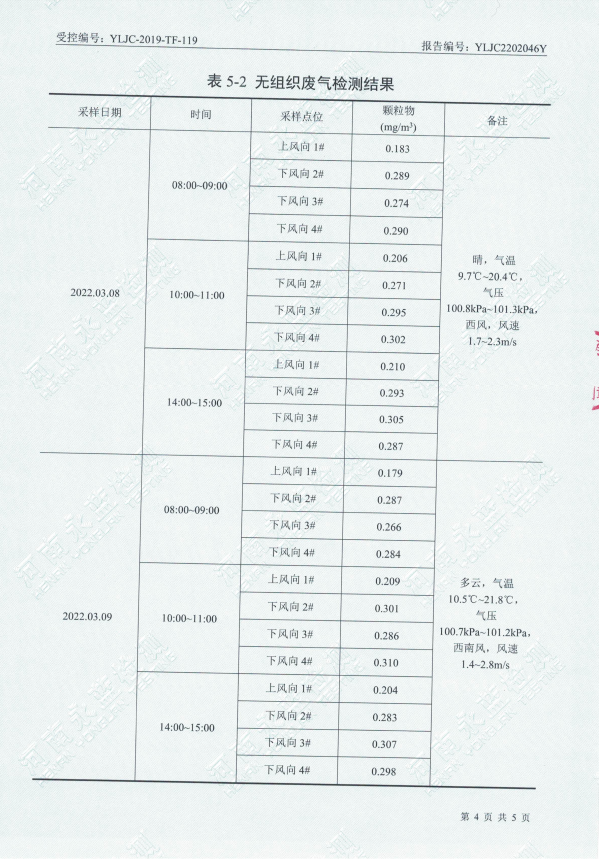 受控编号：YLJC-2019-TF-119
报告编号：YLJC2202046Y
表 5-2 无组织废气检测结果
采样日期 时间 采样点位 颗粒物 (mg/m³) 备注
2022.03.08
08:00~09:00
上风向 1# 0.183
下风向 2# 0.289
下风向 3# 0.274
下风向 4# 0.290
10:00~11:00
上风向 1# 0.206
下风向 2# 0.271
下风向 3# 0.295
下风向 4# 0.302
14:00~15:00
上风向 1# 0.210
下风向 2# 0.293
下风向 3# 0.305
下风向 4# 0.287
晴，气温
9.7℃~20.4℃，
气压
100.8kPa~101.3kPa，
西风，风速
1.7~2.3m/s
2022.03.09
08:00~09:00
上风向 1# 0.179
下风向 2# 0.287
下风向 3# 0.266
下风向 4# 0.284
10:00~11:00
上风向 1# 0.209
下风向 2# 0.301
下风向 3# 0.286
下风向 4# 0.310
14:00~15:00
上风向 1# 0.204
下风向 2# 0.283
下风向 3# 0.307
下风向 4# 0.298
多云，气温
10.5℃~21.8℃，
气压
100.7kPa~101.2kPa，
西南风，风速
1.4~2.8m/s
第 4 页 共 5 页